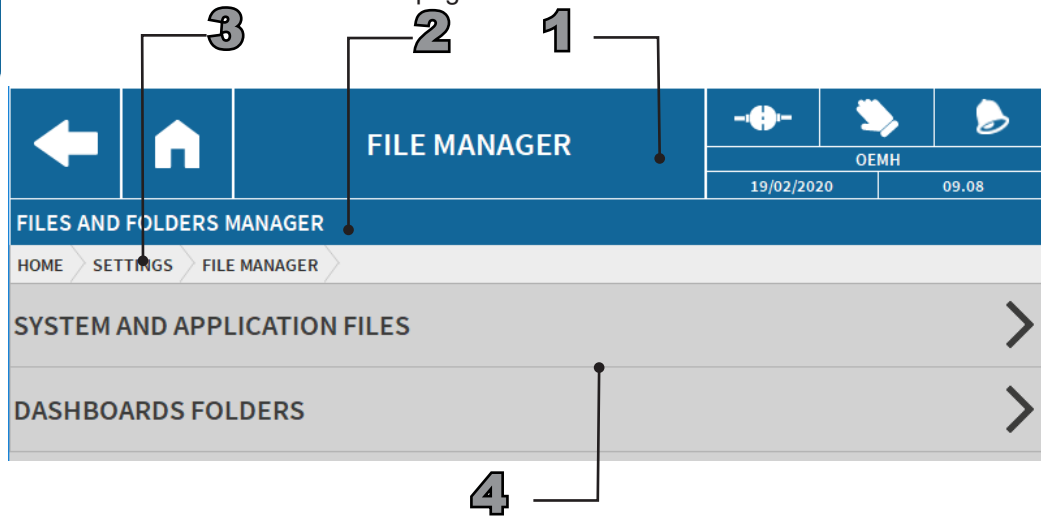 pag
3 2 1
FILE MANAGER
OEMH
19/02/2020 09.08
FILES AND FOLDERS MANAGER
HOME SETTINGS FILE MANAGER
SYSTEM AND APPLICATION FILES
DASHBOARDS FOLDERS
4